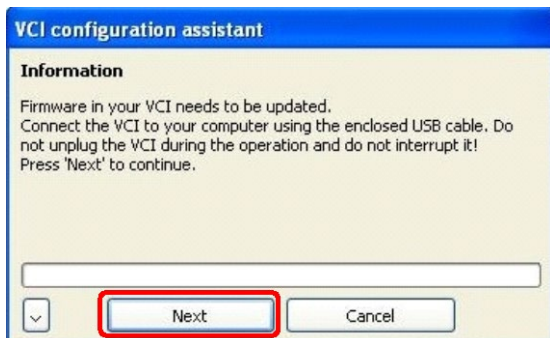 VCI configuration assistant
Information
Firmware in your VCI needs to be updated.
Connect the VCI to your computer using the enclosed USB cable. Do
not unplug the VCI during the operation and do not interrupt it!
Press 'Next' to continue.
Next
Cancel